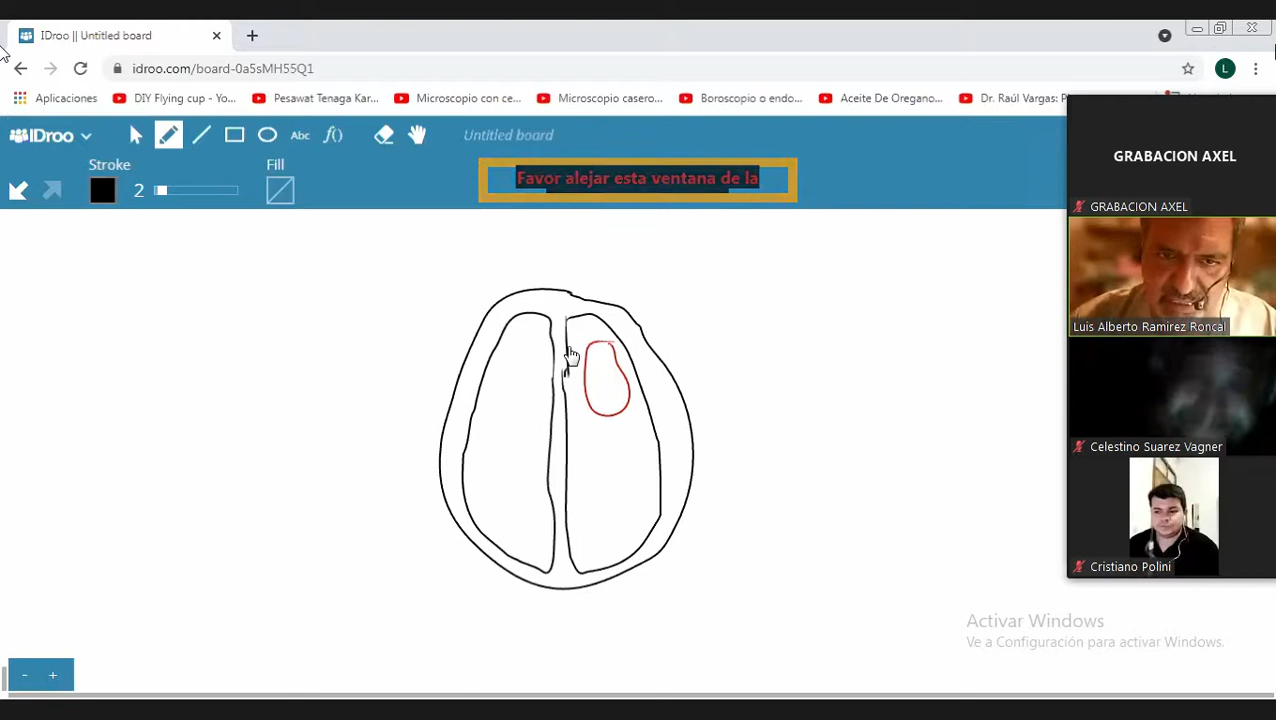 IDroo || Untitled board
idroo.com/board-0a5sMH55Q1
L
Aplicaciones
DIY Flying cup - Yo...
Pesawat Tenaga Kar...
Microscopio con ce...
Microscopio casero...
Boroscopio o endo...
Aceite De Oregano...
Dr. Raúl Vargas:
IDroo
Abc
f()
Untitled board
Stroke
Fill
2
Favor alejar esta ventana de la
GRABACION AXEL
GRABACION AXEL
Luis Alberto Ramirez Roncal
Celestino Suarez Vagner
Cristiano Polini
Activar Windows
Ve a Configuración para activar Windows.
- +